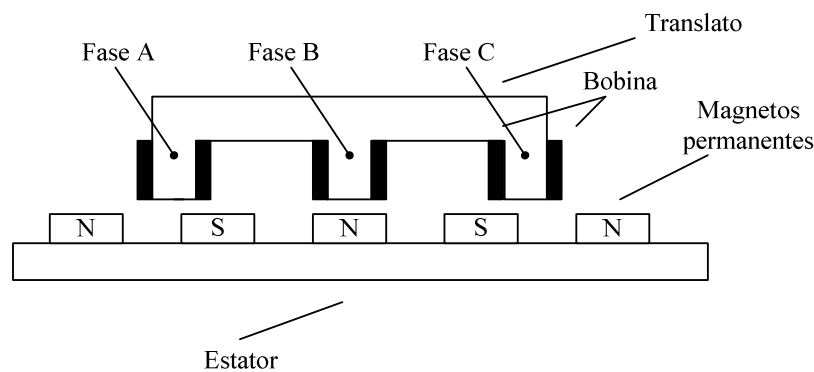 Translato
Fase A
Fase B
Fase C
Bobina
Magnetos
permanentes
N
S
N
S
N
Estator